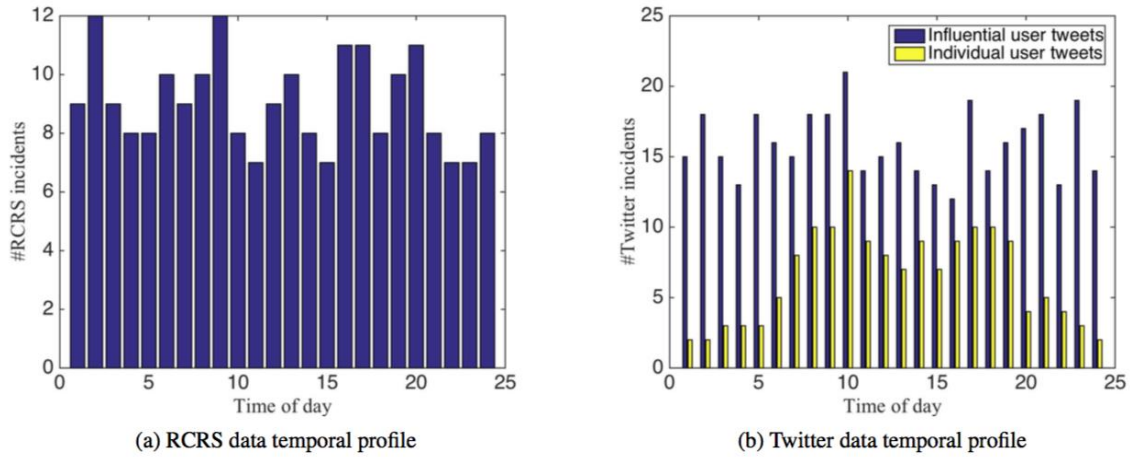 12
10
8
6
4
2
0
#RCRS incidents
0 5 10 15 20 25
Time of day
(a) RCRS data temporal profile
25
20
15
10
5
0
#Twitter incidents
Influential user tweets
Individual user tweets
0 5 10 15 20 25
Time of day
(b) Twitter data temporal profile